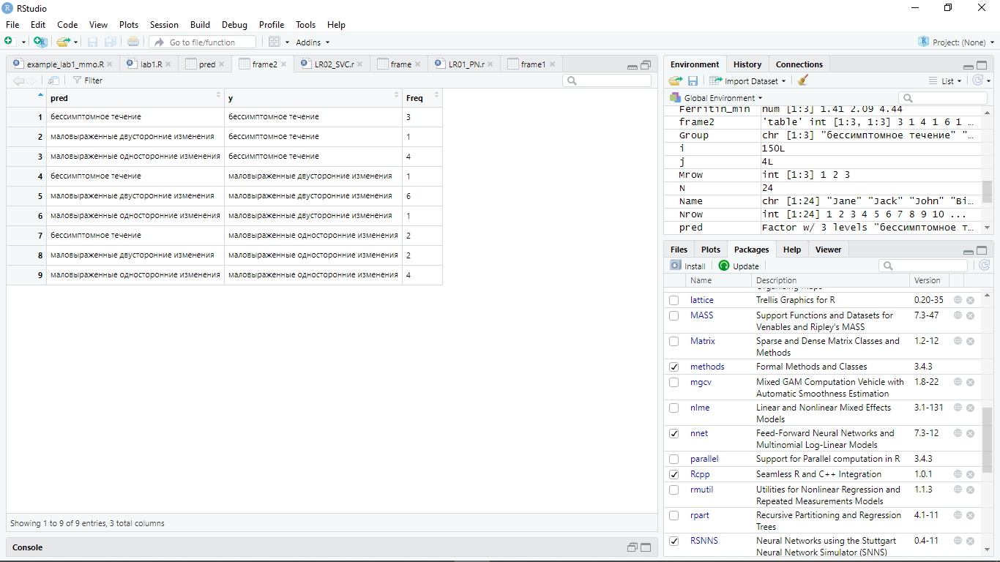 RStudio
File Edit Code View Plots Session Build Debug Profile Tools Help
Go to file/function Addins Project: (None)
example_lab1_mmo.R lab1.R pred frame2 LR02_SVC.r frame LR01_PN.r frame1
Filter
pred y Freq
1 бессимптомное течение бессимптомное течение 3
2 маловыраженные двусторонние изменения бессимптомное течение 1
3 маловыраженные односторонние изменения бессимптомное течение 4
4 бессимптомное течение маловыраженные двусторонние изменения 1
5 маловыраженные двусторонние изменения маловыраженные двусторонние изменения 6
6 маловыраженные односторонние изменения маловыраженные двусторонние изменения 1
7 бессимптомное течение маловыраженные односторонние изменения 2
8 маловыраженные двусторонние изменения маловыраженные односторонние изменения 2
9 маловыраженные односторонние изменения маловыраженные односторонние изменения 4
Showing 1 to 9 of 9 entries, 3 total columns
Console
Environment History Connections
Import Dataset List
Global Environment
Ferritin_min num [1:3] 1.41 2.09 4.44
frame2 'table' int [1:3, 1:3] 3 1 4 1 6 1 ...
Group chr [1:3] "бессимптомное течение" "...
i 150L
j 4L
Mrow int [1:3] 1 2 3
N 24
Name chr [1:24] "Jane" "Jack" "John" "Bi...
Nrow int [1:24] 1 2 3 4 5 6 7 8 9 10 ...
pred Factor w/ 3 levels "бессимптомное т...
Files Plots Packages Help Viewer
Install Update
Name Description Version
Organising Maps
lattice Trellis Graphics for R 0.20-35
MASS Support Functions and Datasets for 7.3-47
Venables and Ripley's MASS
Matrix Sparse and Dense Matrix Classes and 1.2-12
Methods
methods Formal Methods and Classes 3.4.3
mgcv Mixed GAM Computation Vehicle with 1.8-22
Automatic Smoothness Estimation
nlme Linear and Nonlinear Mixed Effects 3.1-131
Models
nnet Feed-Forward Neural Networks and 7.3-12
Multinomial Log-Linear Models
parallel Support for Parallel computation in R 3.4.3
Rcpp Seamless R and C++ Integration 1.0.1
rmutil Utilities for Nonlinear Regression and 1.1.3
Repeated Measurements Models
rpart Recursive Partitioning and Regression 4.1-11
Trees
RSNNS Neural Networks using the Stuttgart 0.4-11
Neural Network Simulator (SNNS)